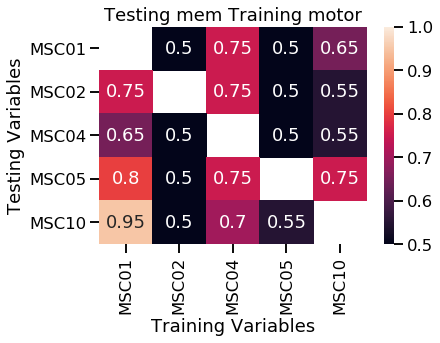 Testing mem Training motor
MSC01 0.5 0.75 0.5 0.65
MSC02 0.75 0.75 0.5 0.55
MSC04 0.65 0.5 0.5 0.55
MSC05 0.8 0.5 0.75 0.75
MSC10 0.95 0.5 0.7 0.55
MSC01 MSC02 MSC04 MSC05 MSC10
Training Variables
Testing Variables
1.0
0.9
0.8
0.7
0.6
0.5